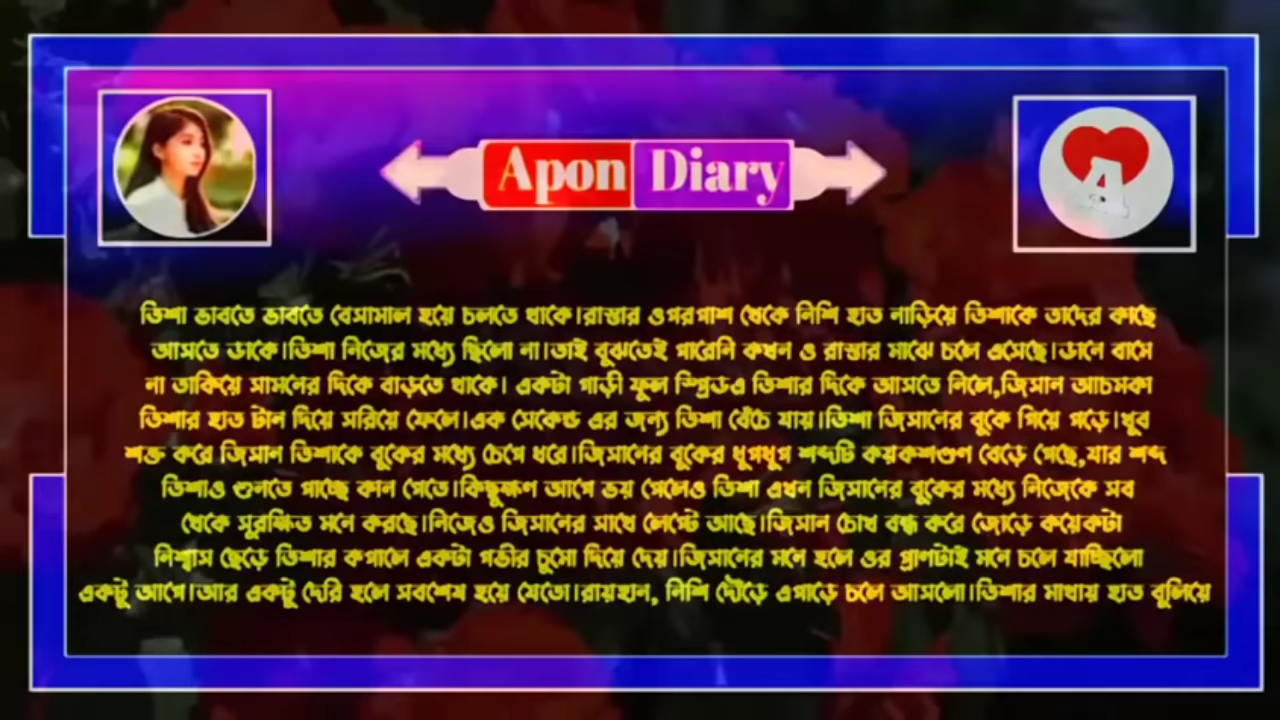 Apon Diary
A
তিশা ভাবতে ভাবতে বেসামাল হয়ে চলতে থাকে।রাস্তার ওপরপাশ থেকে নিশি হাত নাড়িয়ে তিশাকে তাদের কাছে
আসতে ডাকে।তিশা নিজের মধ্যে ছিলো না।তাই বুঝতেই পারেনি কখন ও রাস্তার মাঝে চলে এসেছে।ডানে বামে
না তাকিয়ে সামনের দিকে বাড়তে থাকে। একটা গাড়ী ফুল স্প্রিডএ তিশার দিকে আসতে নিলে,জিসান আচমকা
তিশার হাত টান দিয়ে সরিয়ে ফেলে।এক সেকেন্ড এর জন্য তিশা বেঁচে যায়।তিশা জিসানের বুকে গিয়ে পড়ে।খুব
শক্ত করে জিসান তিশাকে বুকের মধ্যে চেপে ধরে।জিসানের বুকের ধুপধুপ শব্দটি কয়কশগুণ বেড়ে গেছে,যার শব্দ
তিশাও শুনতে পাচ্ছে কান পেতে।কিছুক্ষণ আগে ভয় পেলেও তিশা এখন জিসানের বুকের মধ্যে নিজেকে সব
থেকে সুরক্ষিত মনে করছে।নিজেও জিসানের সাথে লেপ্টে আছে।জিসান চোখ বন্ধ করে জোড়ে কয়েকটা
নিশ্বাস ছেড়ে তিশার কপালে একটা গভীর চুমো দিয়ে দেয়।জিসানের মনে হলে ওর প্রাণটাই মনে চলে যাচ্ছিলো
একটু আগে।আর একটু দেরি হলে সবশেষ হয়ে যেতো।রায়হান, নিশি দৌড়ে এপাড়ে চলে আসলো।তিশার মাথায় হাত বুলিয়ে